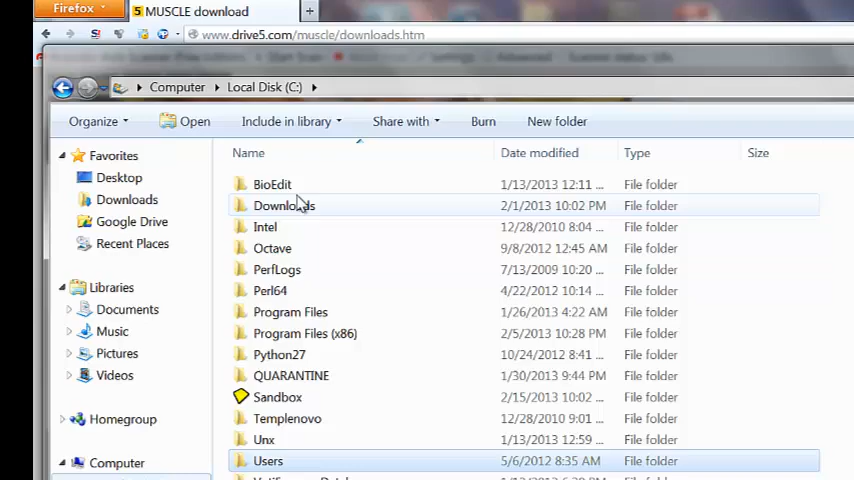 Firefox
5 MUSCLE download
www.drive5.com/muscle/downloads.htm
Computer Local Disk (C:)
Organize Open Include in library Share with Burn New folder
Name Date modified Type Size
Favorites
Desktop
Downloads
Google Drive
Recent Places
Libraries
Documents
Music
Pictures
Videos
Homegroup
Computer
BioEdit 1/13/2013 12:11 ... File folder
Downloads 2/1/2013 10:02 PM File folder
Intel 12/28/2010 8:04 ... File folder
Octave 9/8/2012 12:45 AM File folder
PerfLogs 7/13/2009 10:20 ... File folder
Perl64 4/22/2012 10:14 ... File folder
Program Files 1/26/2013 4:22 AM File folder
Program Files (x86) 2/5/2013 10:28 PM File folder
Python27 10/24/2012 8:41 ... File folder
QUARANTINE 1/30/2013 9:44 PM File folder
Sandbox 2/15/2013 10:02 ... File folder
Templenovo 12/28/2010 9:01 ... File folder
Unx 1/13/2013 12:59 ... File folder
Users 5/6/2012 8:35 AM File folder